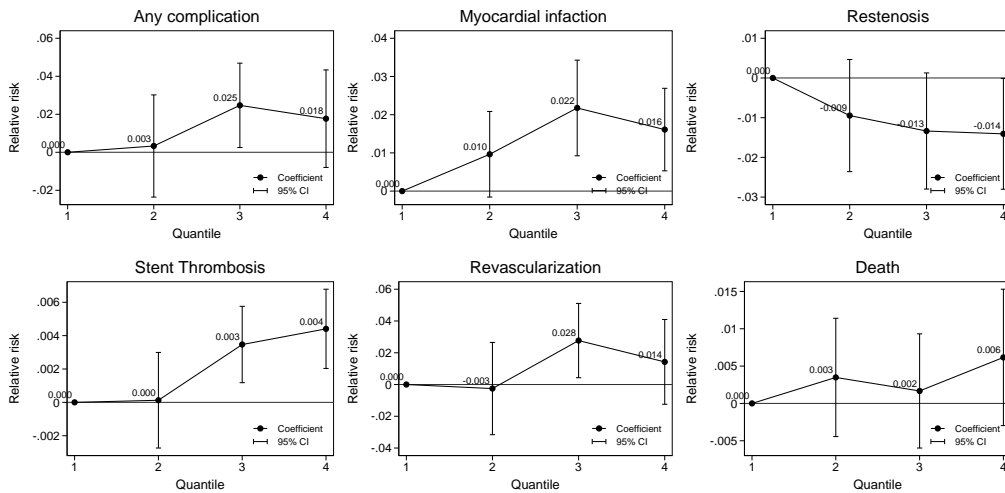 Any complication
Relative risk
.06
.04
.02
0
-.02
0.000
0.003
0.025
0.018
Coefficient
95% CI
1 2 3 4
Quantile
Myocardial infaction
Relative risk
.04
.03
.02
.01
0
0.000
0.010
0.022
0.016
Coefficient
95% CI
1 2 3 4
Quantile
Restenosis
Relative risk
.01
0
-.01
-.02
-.03
0.000
-0.009
-0.013
-0.014
Coefficient
95% CI
1 2 3 4
Quantile
Stent Thrombosis
Relative risk
.006
.004
.002
0
-.002
0.000
0.000
0.003
0.004
Coefficient
95% CI
1 2 3 4
Quantile
Revascularization
Relative risk
.06
.04
.02
0
-.02
-.04
0.000
-0.003
0.028
0.014
Coefficient
95% CI
1 2 3 4
Quantile
Death
Relative risk
.015
.01
.005
0
-.005
0.000
0.003
0.002
0.006
Coefficient
95% CI
1 2 3 4
Quantile